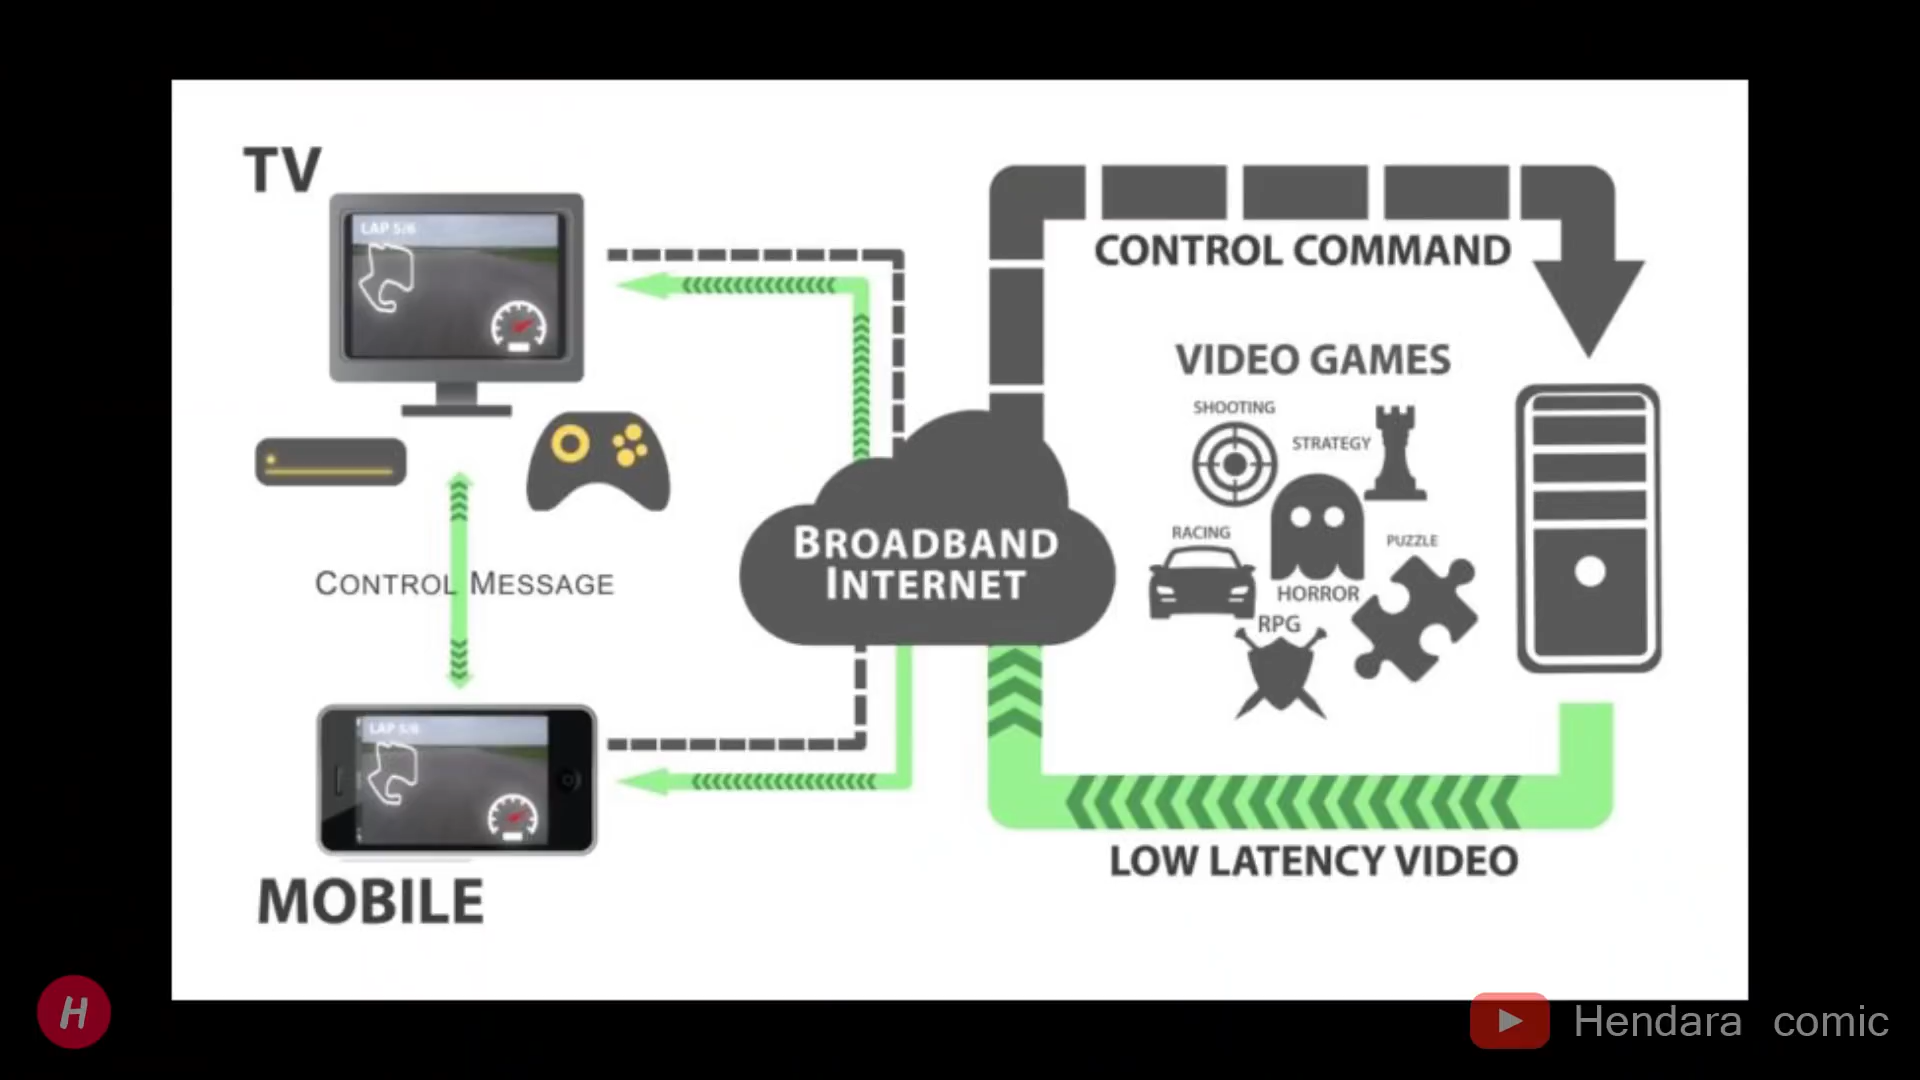 TV
LAP 5/6
CONTROL COMMAND
VIDEO GAMES
SHOOTING
STRATEGY
RACING
PUZZLE
HORROR
RPG
BROADBAND
INTERNET
CONTROL MESSAGE
LAP 5/6
MOBILE
LOW LATENCY VIDEO
H
Hendara comic